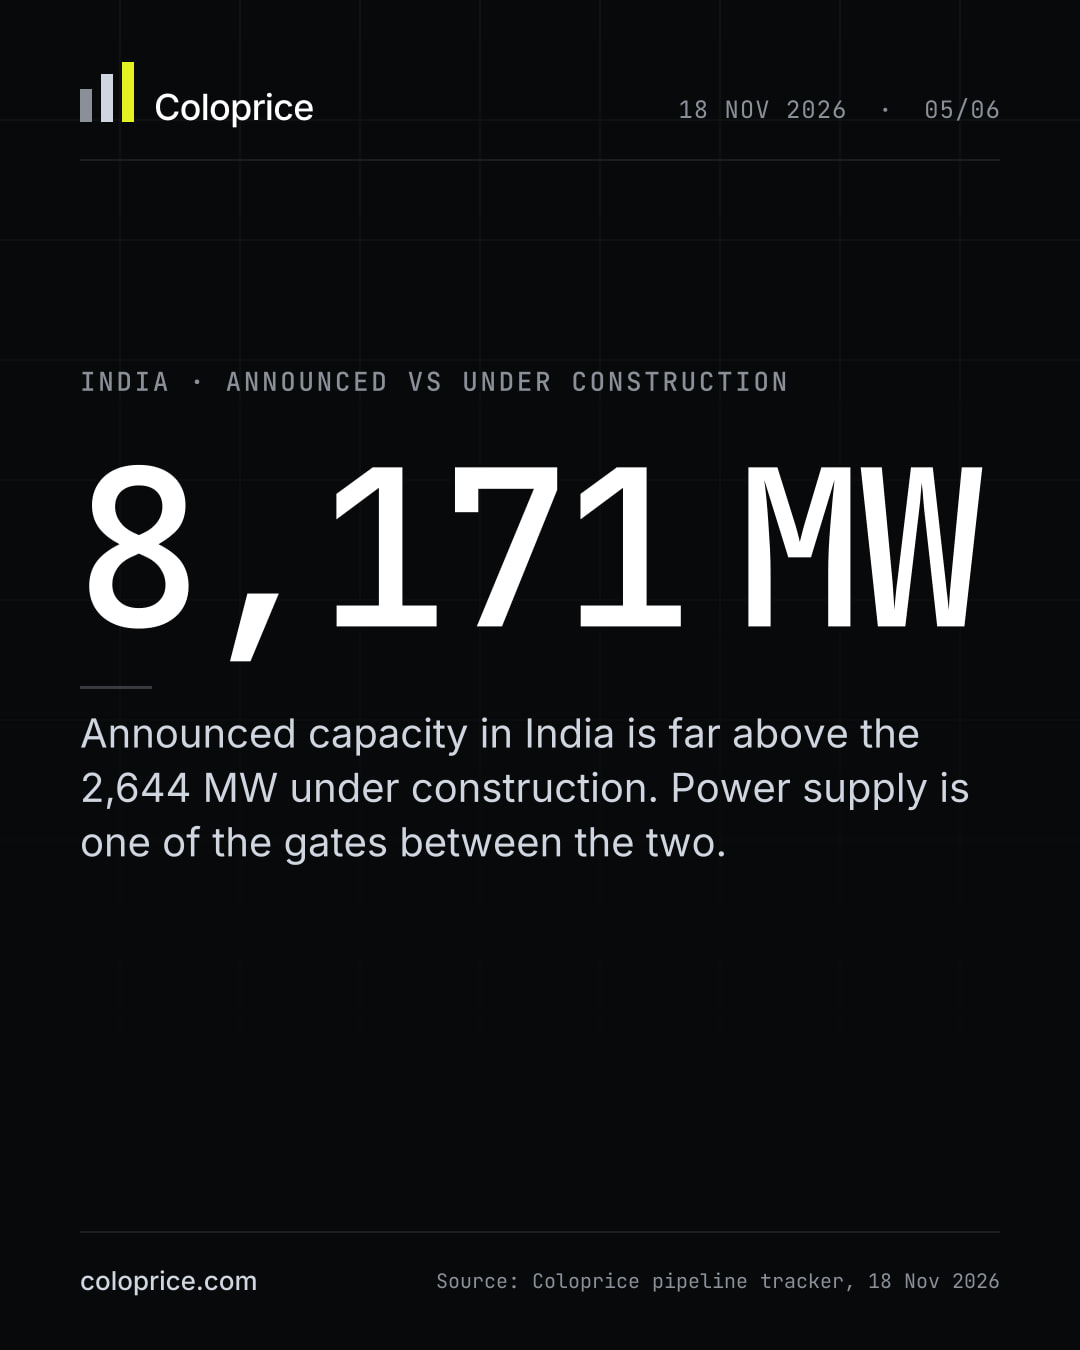 Coloprice
18 NOV 2026 · 05/06
INDIA · ANNOUNCED VS UNDER CONSTRUCTION
8,171 MW
Announced capacity in India is far above the
2,644 MW under construction. Power supply is
one of the gates between the two.
coloprice.com
Source: Coloprice pipeline tracker, 18 Nov 2026